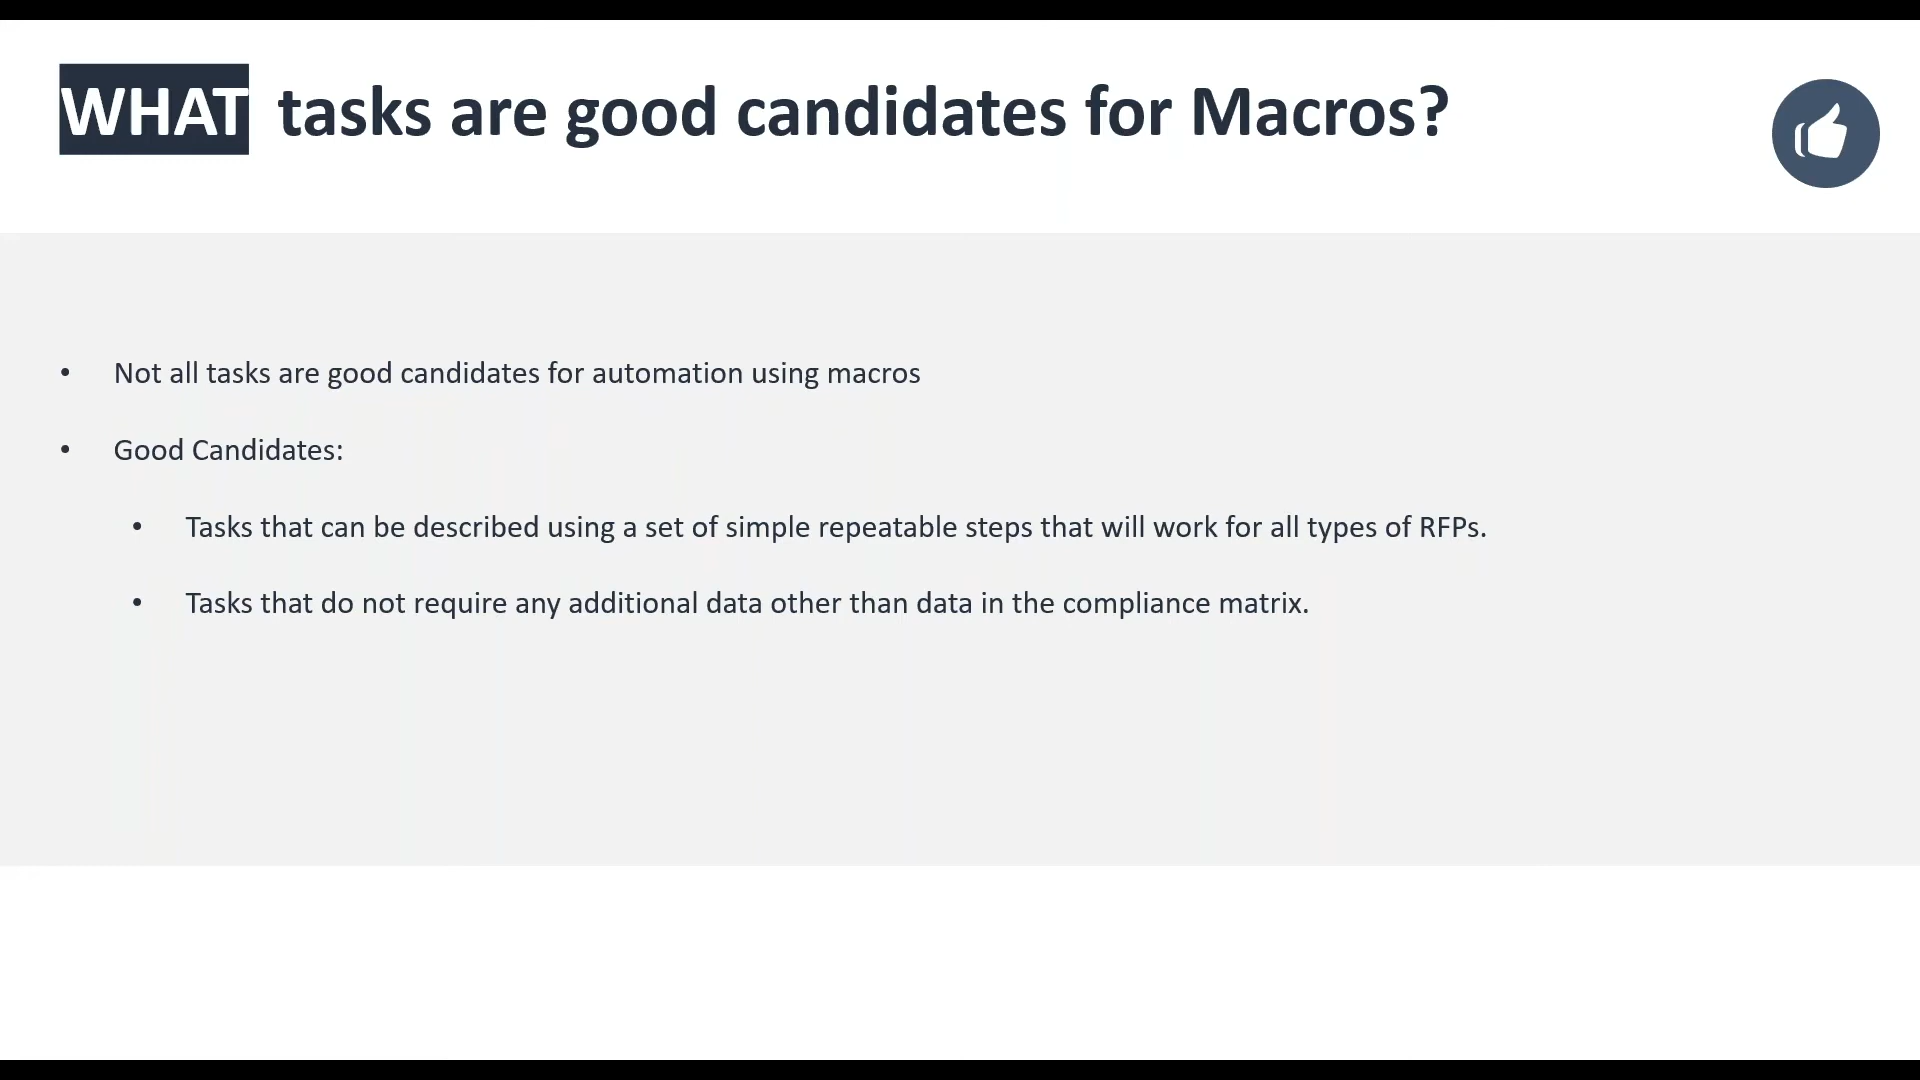 WHAT tasks are good candidates for Macros?
• Not all tasks are good candidates for automation using macros
• Good Candidates:
• Tasks that can be described using a set of simple repeatable steps that will work for all types of RFPs.
• Tasks that do not require any additional data other than data in the compliance matrix.